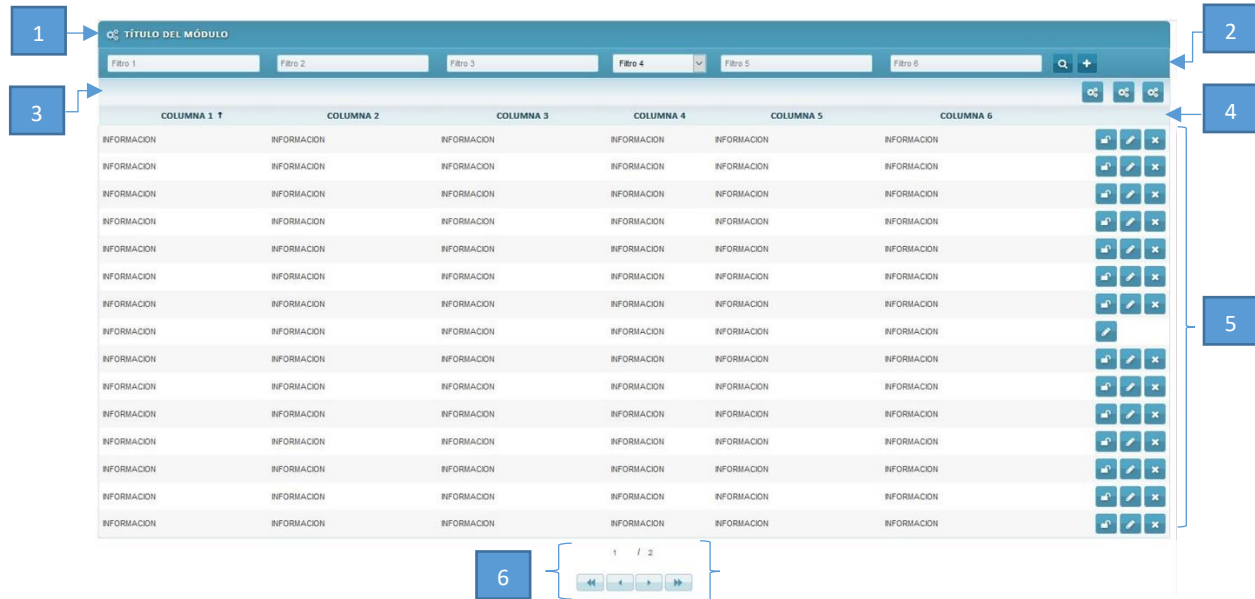 1
TÍTULO DEL MÓDULO
2
Filtro 1 Filtro 2 Filtro 3 Filtro 4 Filtro 5 Filtro 6
3
4
COLUMNA 1 ↑ COLUMNA 2 COLUMNA 3 COLUMNA 4 COLUMNA 5 COLUMNA 6
INFORMACION INFORMACION INFORMACION INFORMACION INFORMACION INFORMACION
INFORMACION INFORMACION INFORMACION INFORMACION INFORMACION INFORMACION
INFORMACION INFORMACION INFORMACION INFORMACION INFORMACION INFORMACION
INFORMACION INFORMACION INFORMACION INFORMACION INFORMACION INFORMACION
INFORMACION INFORMACION INFORMACION INFORMACION INFORMACION INFORMACION
INFORMACION INFORMACION INFORMACION INFORMACION INFORMACION INFORMACION
INFORMACION INFORMACION INFORMACION INFORMACION INFORMACION INFORMACION
INFORMACION INFORMACION INFORMACION INFORMACION INFORMACION INFORMACION
5
INFORMACION INFORMACION INFORMACION INFORMACION INFORMACION INFORMACION
INFORMACION INFORMACION INFORMACION INFORMACION INFORMACION INFORMACION
INFORMACION INFORMACION INFORMACION INFORMACION INFORMACION INFORMACION
INFORMACION INFORMACION INFORMACION INFORMACION INFORMACION INFORMACION
INFORMACION INFORMACION INFORMACION INFORMACION INFORMACION INFORMACION
INFORMACION INFORMACION INFORMACION INFORMACION INFORMACION INFORMACION
INFORMACION INFORMACION INFORMACION INFORMACION INFORMACION INFORMACION
1 / 2
6